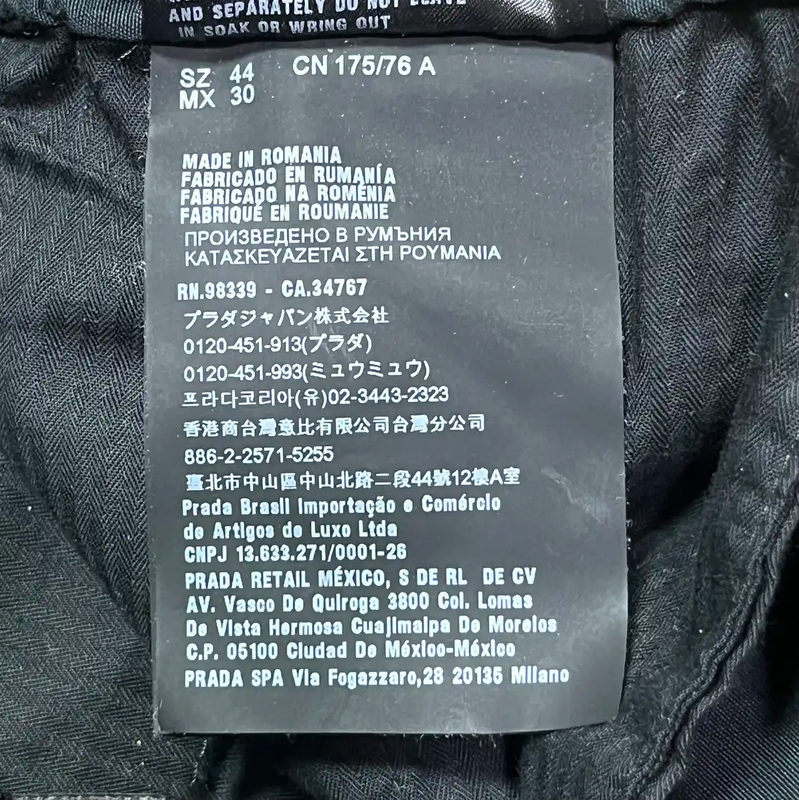 AND SEPARATELY DO NOT LEAVE
IN SOAK OR WRING OUT
SZ 44 CN 175/76 A
MX 30
MADE IN ROMANIA
FABRICADO EN RUMANÍA
FABRICADO NA ROMÉNIA
FABRIQUÉ EN ROUMANIE
ПРОИЗВЕДЕНО В РУМЪНИЯ
ΚΑΤΑΣΚΕΥΑΖΕΤΑΙ ΣΤΗ ΡΟΥΜΑΝΙΑ
RN.98339 - CA.34767
プラダジャパン株式会社
0120-451-913(プラダ)
0120-451-993(ミュウミュウ)
프라다코리아(유)02-3443-2323
香港商台灣意比有限公司台灣分公司
886-2-2571-5255
臺北市中山區中山北路二段44號12樓A室
Prada Brasil Importação e Comércio
de Artigos de Luxo Ltda
CNPJ 13.633.271/0001-26
PRADA RETAIL MÉXICO, S DE RL DE CV
AV. Vasco De Quiroga 3800 Col. Lomas
De Vista Hermosa Cuajimalpa De Morelos
C.P. 05100 Ciudad De México-México
PRADA SPA Via Fogazzaro,28 20135 Milano